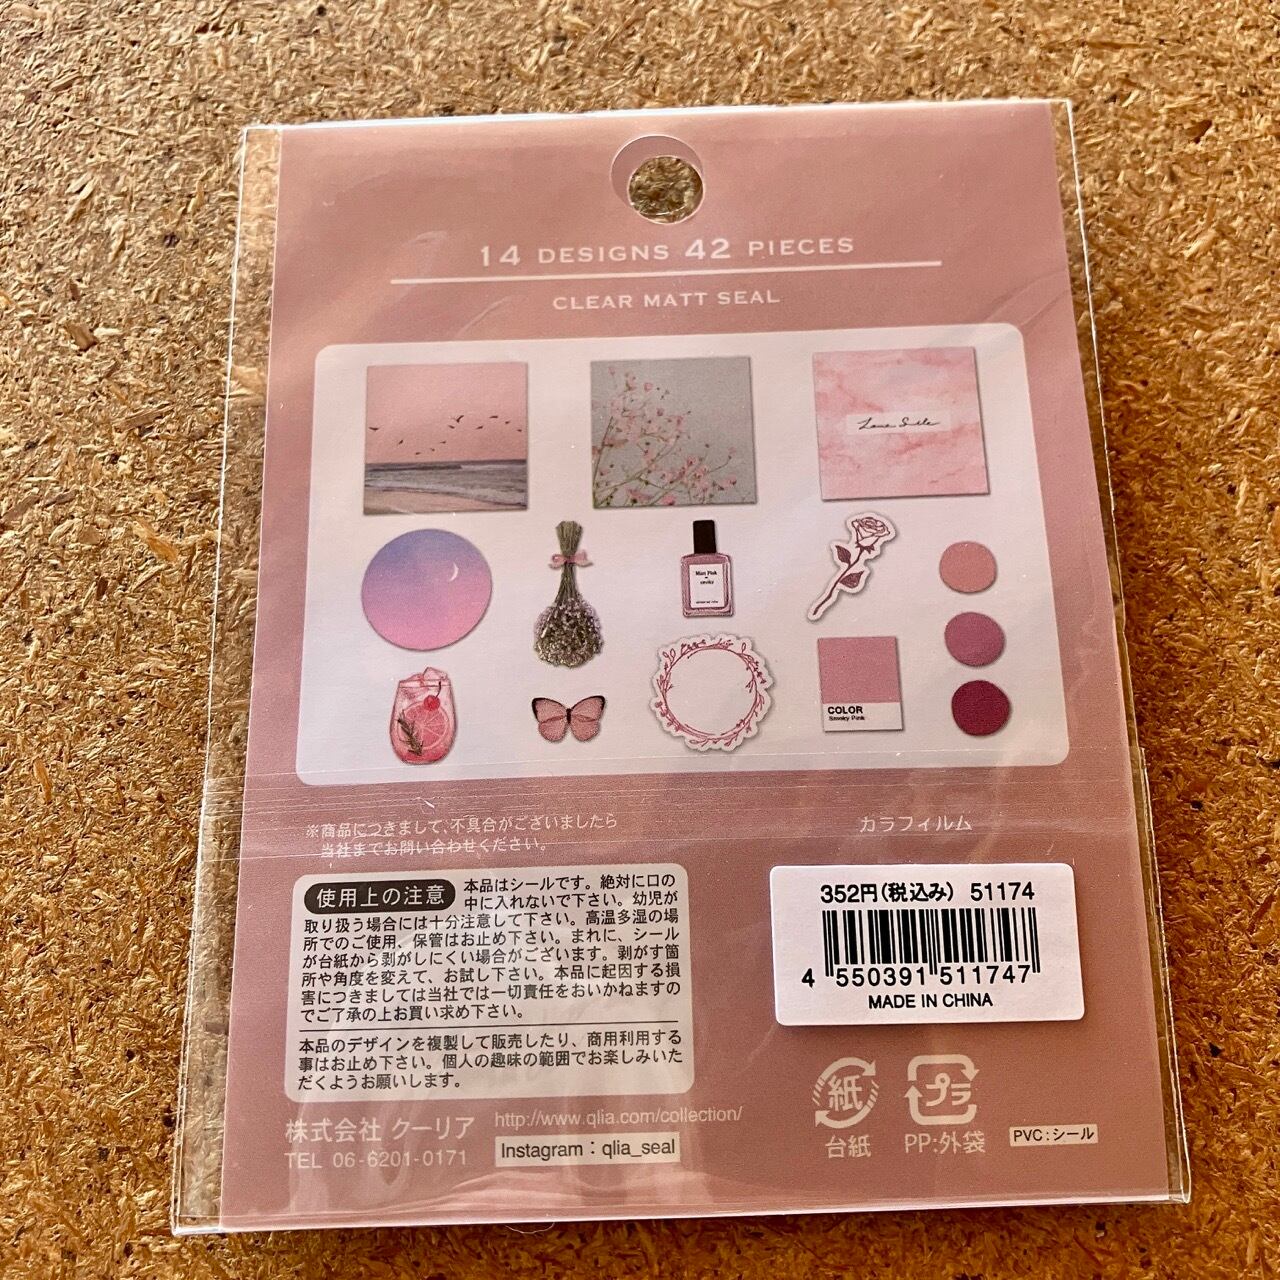 14 DESIGNS 42 PIECES
CLEAR MATT SEAL
COLOR
Smoky Pink
※商品につきまして、不具合がございましたら
当社までお問い合わせください。
カラフィルム
使用上の注意
本品はシールです。絶対に口の
中に入れないで下さい。幼児が
取り扱う場合には十分注意して下さい。高温多湿の場
所でのご使用、保管はお止め下さい。まれに、シール
が台紙から剥がしにくい場合がございます。剥がす箇
所や角度を変えて、お試し下さい。本品に起因する損
害につきましては当社では一切責任をおいかねますの
でご了承の上お買い求め下さい。
本品のデザインを複製して販売したり、商用利用する
事はお止め下さい。個人の趣味の範囲でお楽しみいた
だくようお願いします。
352円(税込み) 51174
4 550391 511747
MADE IN CHINA
株式会社 クーリア
TEL 06-6201-0171
http://www.qlia.com/collection/
Instagram：qlia_seal
紙
台紙
プラ
PP:外袋
PVC:シール